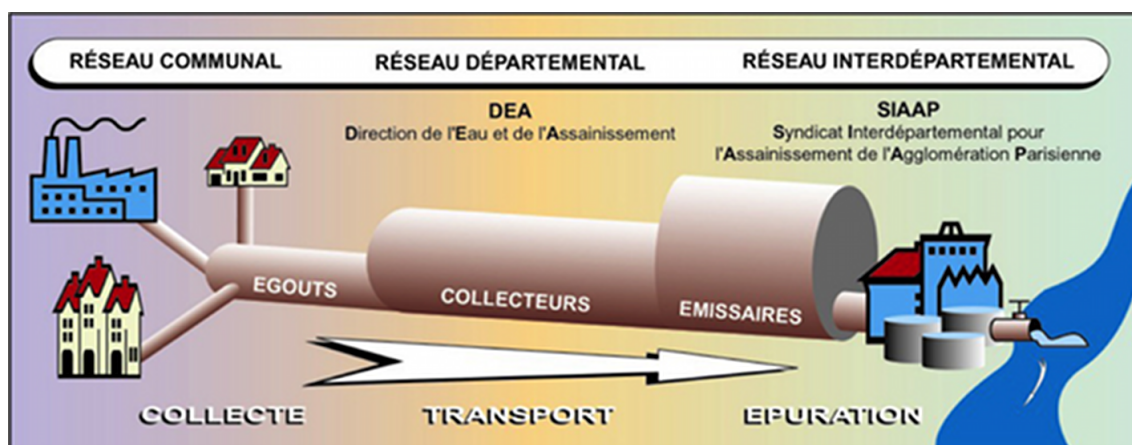 RÉSEAU COMMUNAL
RÉSEAU DÉPARTEMENTAL
RÉSEAU INTERDÉPARTEMENTAL
DEA
Direction de l'Eau et de l'Assainissement
SIAAP
Syndicat Interdépartemental pour
l'Assainissement de l'Agglomération Parisienne
EGOUTS
COLLECTEURS
EMISSAIRES
COLLECTE
TRANSPORT
EPURATION